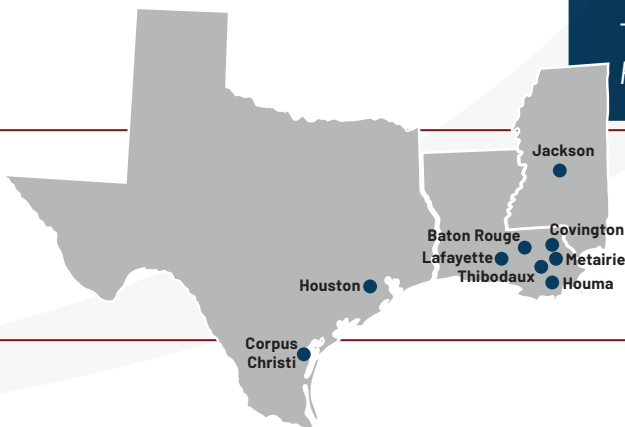 Jackson
Baton Rouge
Covington
Lafayette
Metairie
Thibodaux
Houma
Houston
Corpus
Christi